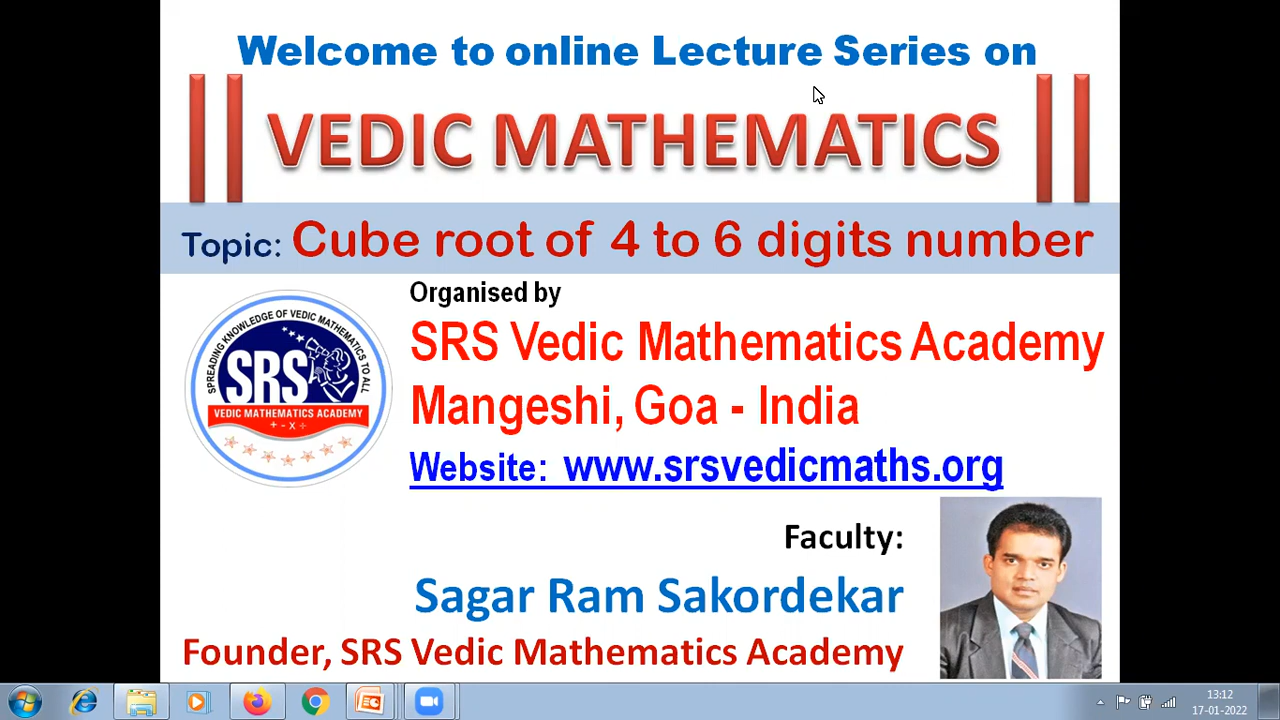 Welcome to online Lecture Series on
|| VEDIC MATHEMATICS ||
Topic: Cube root of 4 to 6 digits number
Organised by
SRS Vedic Mathematics Academy
Mangeshi, Goa - India
Website: www.srsvedicmaths.org
SPREADING KNOWLEDGE OF VEDIC MATHEMATICS TO ALL
SRS
VEDIC MATHEMATICS ACADEMY
+ - x ÷
Faculty:
Sagar Ram Sakordekar
Founder, SRS Vedic Mathematics Academy
13:12
17-01-2022